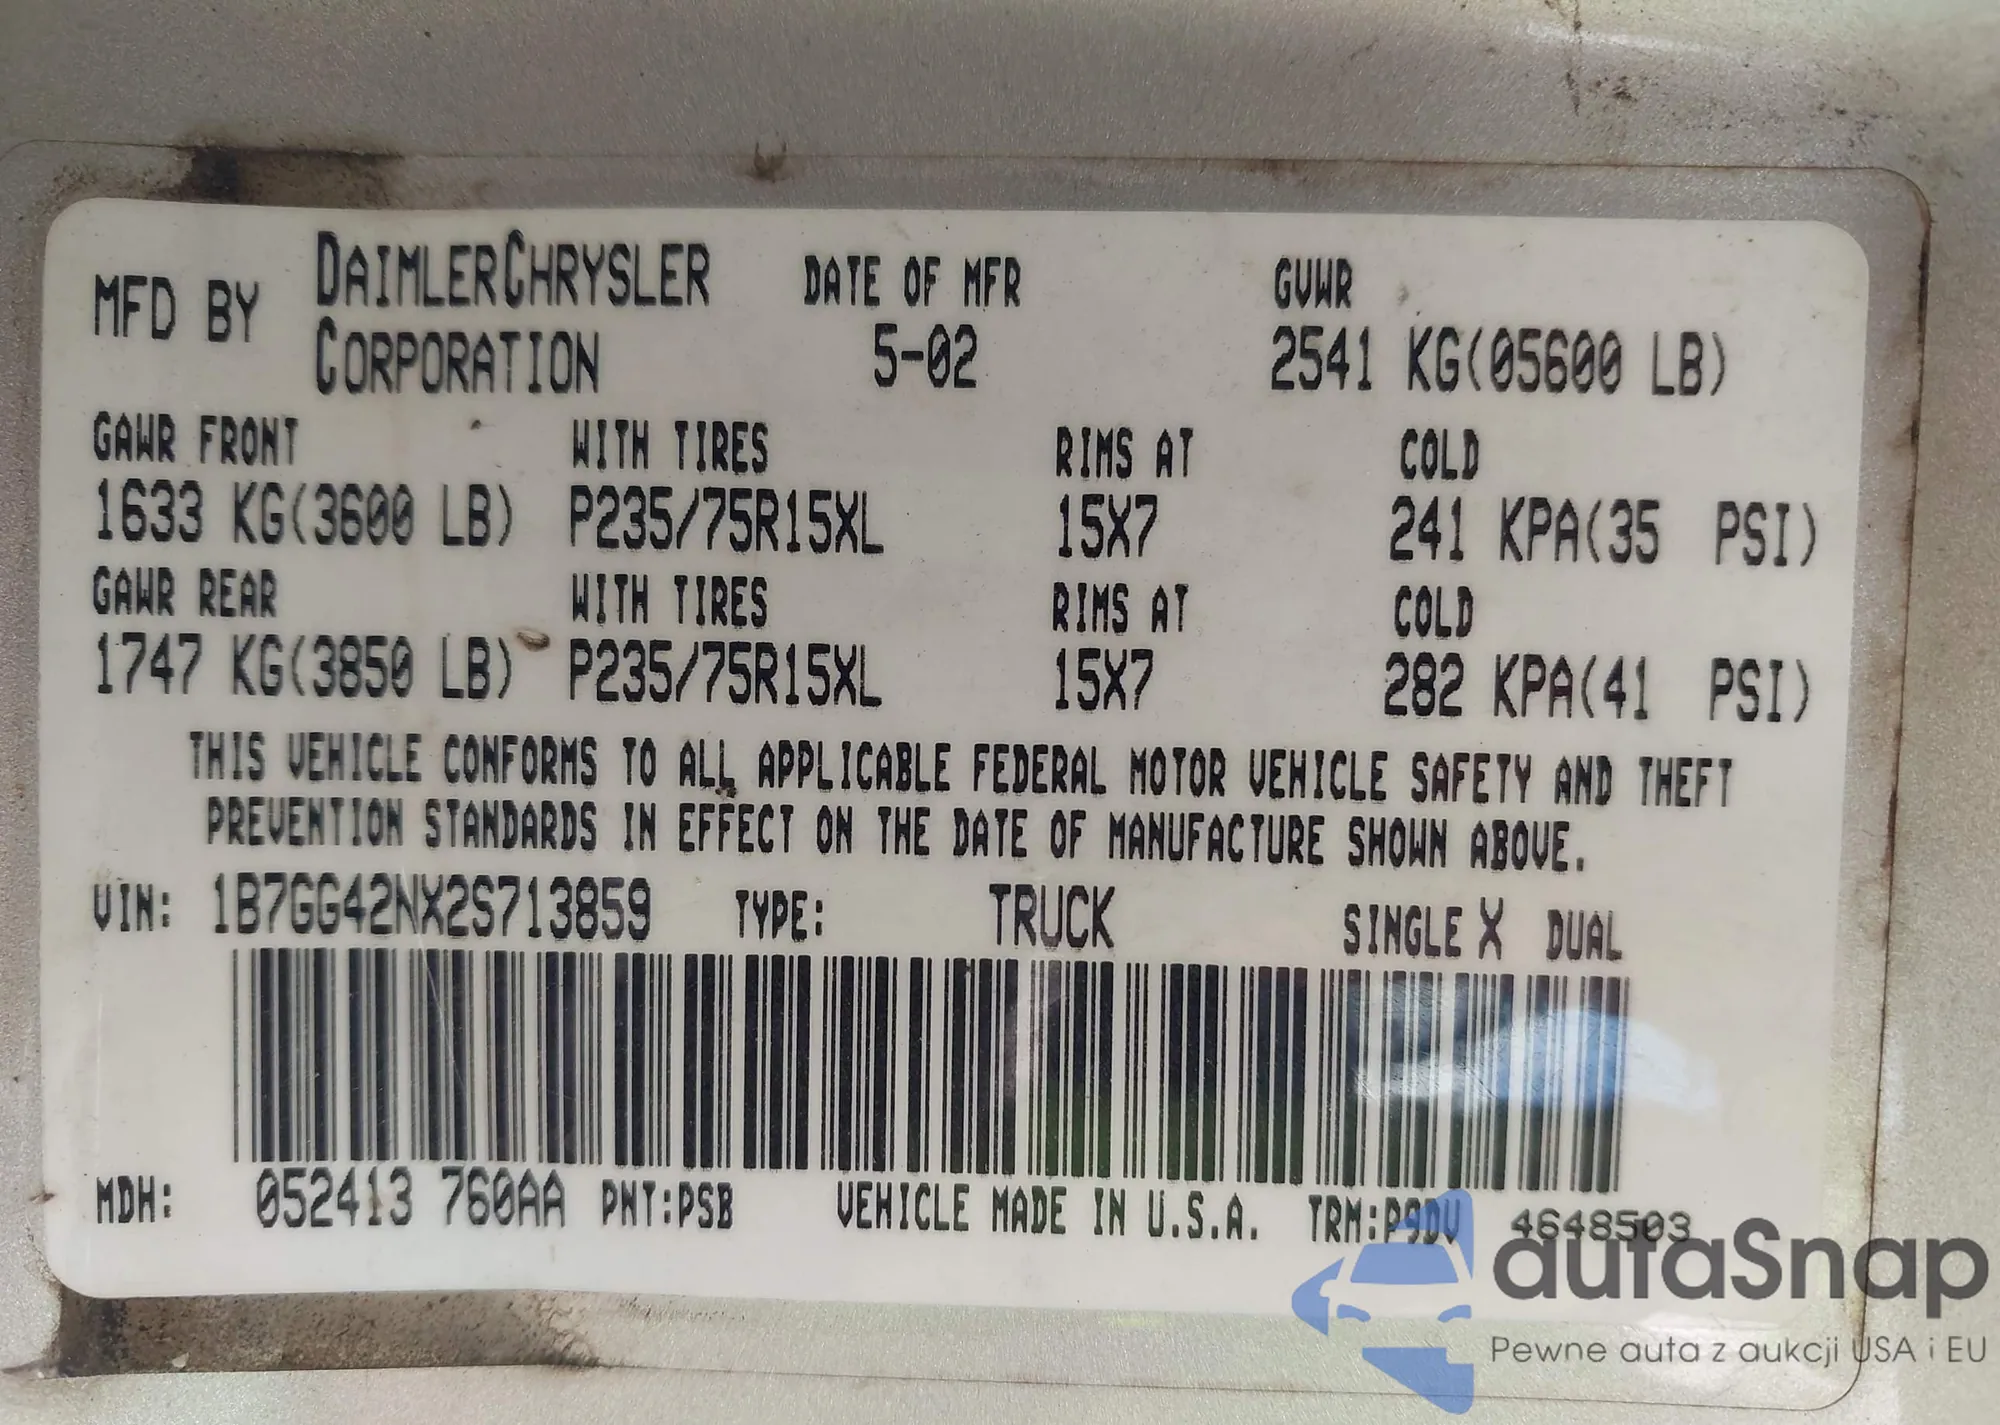 MFD BY DAIMLERCHRYSLER CORPORATION DATE OF MFR 5-02 GVWR 2541 KG(05600 LB)
GAWR FRONT WITH TIRES RIMS AT COLD
1633 KG(3600 LB) P235/75R15XL 15X7 241 KPA(35 PSI)
GAWR REAR WITH TIRES RIMS AT COLD
1747 KG(3850 LB) P235/75R15XL 15X7 282 KPA(41 PSI)
THIS VEHICLE CONFORMS TO ALL APPLICABLE FEDERAL MOTOR VEHICLE SAFETY AND THEFT
PREVENTION STANDARDS IN EFFECT ON THE DATE OF MANUFACTURE SHOWN ABOVE.
VIN: 1B7GG42NX2S713859 TYPE: TRUCK SINGLE X DUAL
MDH: 052413 760AA PNT:PSB VEHICLE MADE IN U.S.A. TRM:P9DV 4648503
autaSnap
Pewne auta z aukcji USA i EU